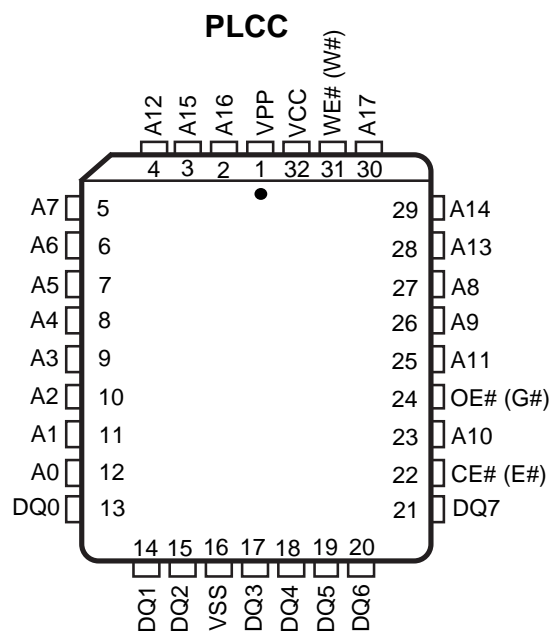 PLCC
A12 A15 A16 VPP VCC WE# (W#) A17
4 3 2 1 32 31 30
A7 5 29 A14
A6 6 28 A13
A5 7 27 A8
A4 8 26 A9
A3 9 25 A11
A2 10 24 OE# (G#)
A1 11 23 A10
A0 12 22 CE# (E#)
DQ0 13 21 DQ7
14 15 16 17 18 19 20
DQ1 DQ2 VSS DQ3 DQ4 DQ5 DQ6